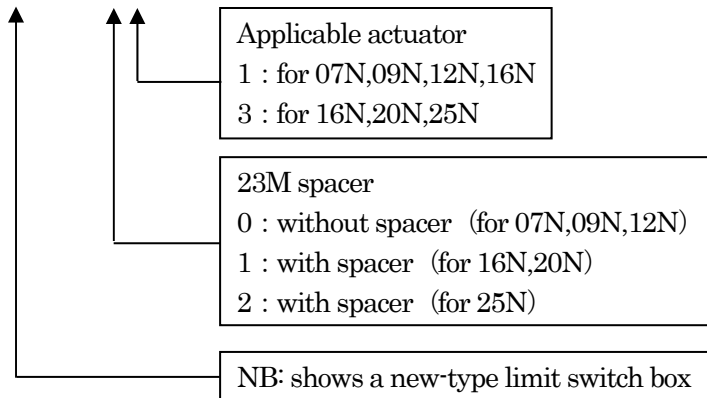 Applicable actuator
1 : for 07N,09N,12N,16N
3 : for 16N,20N,25N
23M spacer
0 : without spacer (for 07N,09N,12N)
1 : with spacer (for 16N,20N)
2 : with spacer (for 25N)
NB: shows a new-type limit switch box